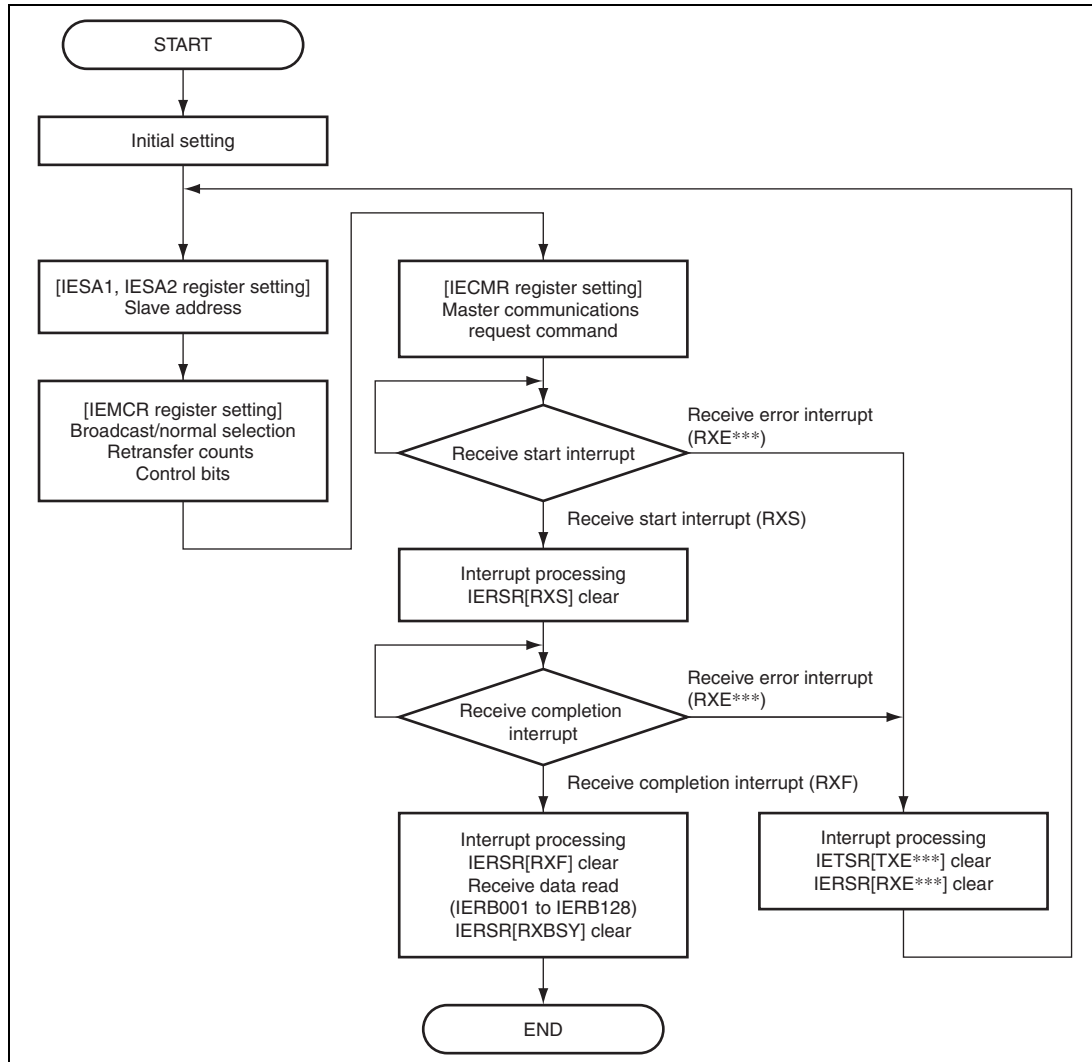 START
Initial setting
[IESA1, IESA2 register setting]
Slave address
[IEMCR register setting]
Broadcast/normal selection
Retransfer counts
Control bits
[IECMR register setting]
Master communications
request command
Receive start interrupt
Receive error interrupt
(RXE***)
Receive start interrupt (RXS)
Interrupt processing
IERSR[RXS] clear
Receive completion
interrupt
Receive error interrupt
(RXE***)
Receive completion interrupt (RXF)
Interrupt processing
IERSR[RXF] clear
Receive data read
(IERB001 to IERB128)
IERSR[RXBSY] clear
Interrupt processing
IETSR[TXE***] clear
IERSR[RXE***] clear
END